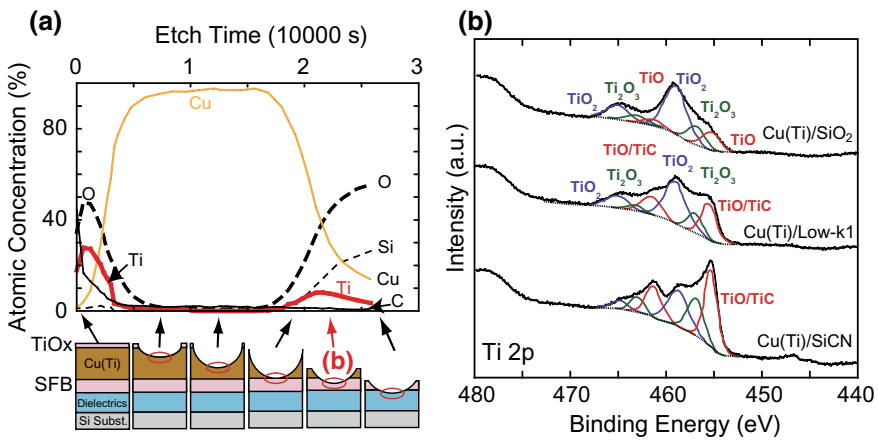 (a)
Etch Time (10000 s)
0 1 2 3
Atomic Concentration (%)
80
40
0
Cu
O
Ti
O
Si
Ti
Cu
C
TiOx
Cu(Ti)
SFB
Dielectrics
Si Subst.
(b)
(b)
TiO₂ Ti₂O₃ TiO TiO₂ Ti₂O₃
TiO
Cu(Ti)/SiO₂
TiO₂ Ti₂O₃ TiO/TiC TiO₂ Ti₂O₃
TiO/TiC
Cu(Ti)/Low-k1
TiO/TiC
Cu(Ti)/SiCN
Ti 2p
Intensity (a.u.)
480 470 460 450 440
Binding Energy (eV)